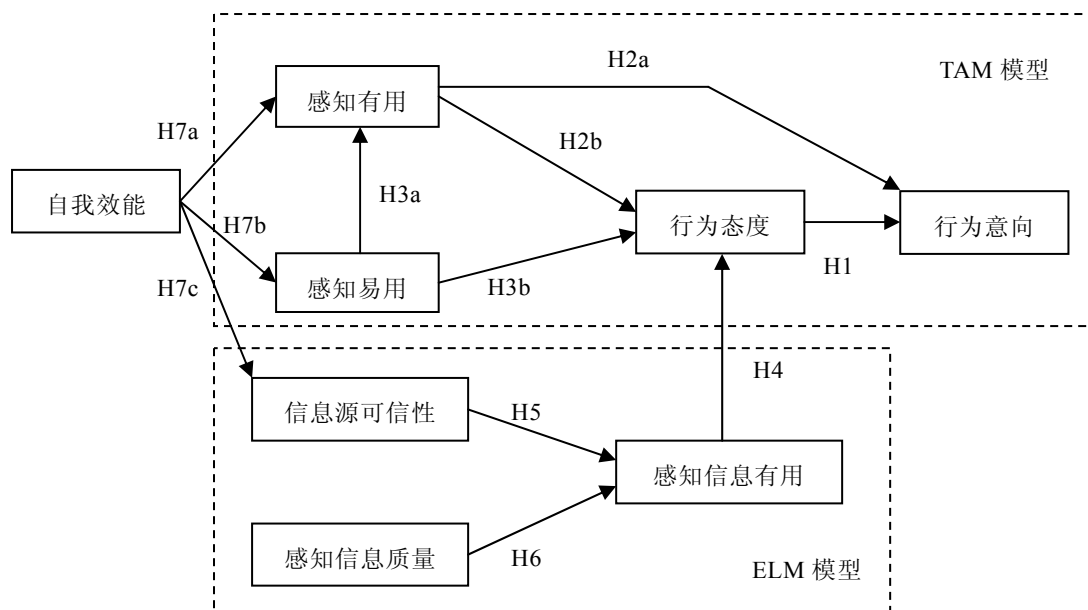 H2a
TAM 模型
感知有用
H7a
H2b
自我效能
H3a
行为态度
行为意向
H7b
感知易用
H3b
H1
H7c
H4
信息源可信性
H5
感知信息有用
感知信息质量
H6
ELM 模型